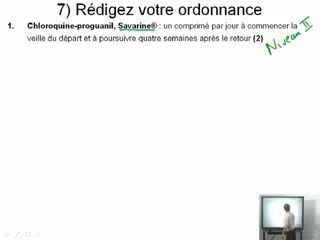 7) Rédigez votre ordonnance
1. Chloroquine-proguanil, Savarine® : un comprimé par jour à commencer la
veille du départ et à poursuivre quatre semaines après le retour (2)
Niveau II